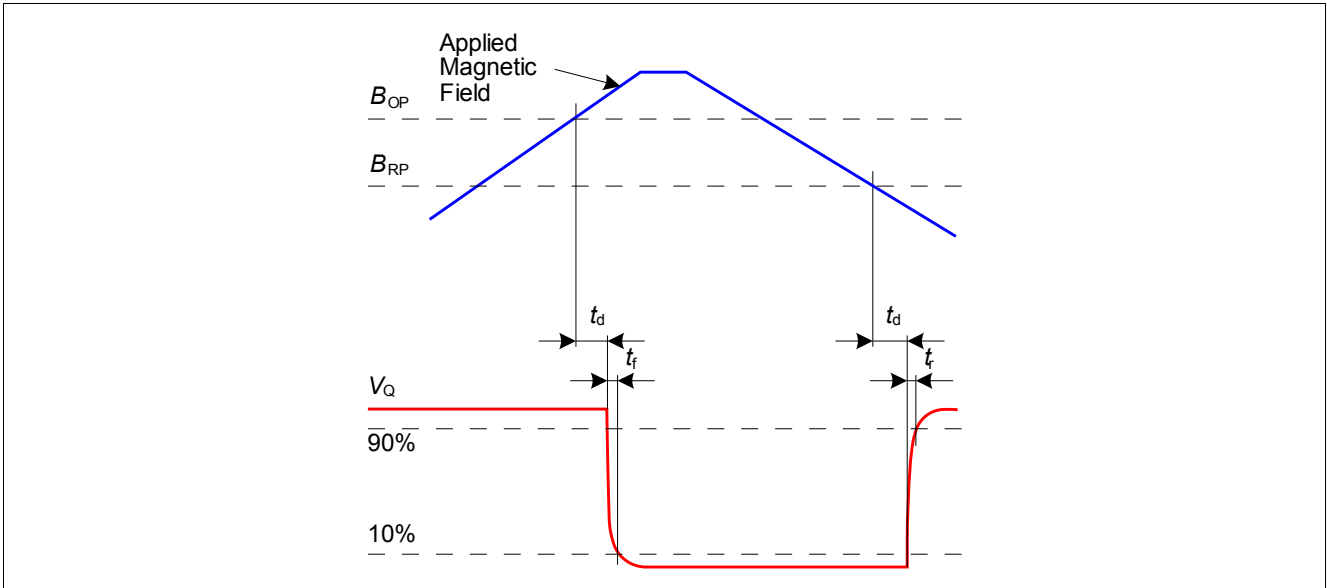 Applied
Magnetic
Field
BOP
BRP
td
td
tf
tr
VQ
90%
10%